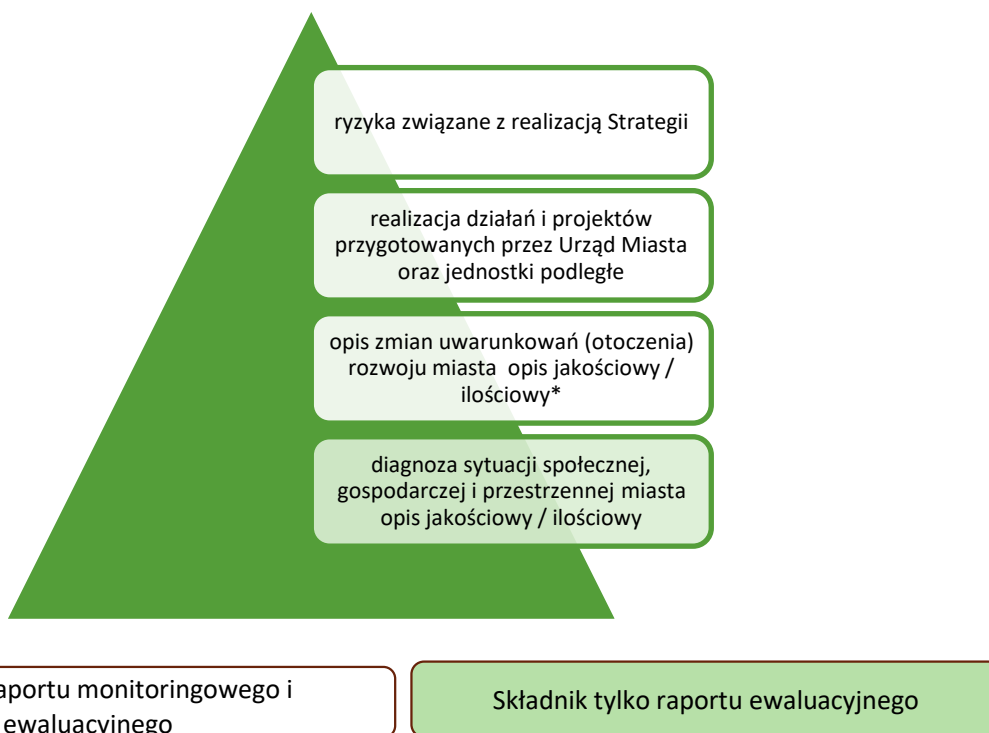 ryzyka związane z realizacją Strategii
realizacja działań i projektów
przygotowanych przez Urząd Miasta
oraz jednostki podległe
opis zmian uwarunkowań (otoczenia)
rozwoju miasta opis jakościowy /
ilościowy*
diagnoza sytuacji społecznej,
gospodarczej i przestrzennej miasta
opis jakościowy / ilościowy
aportu monitoringowego i
ewaluacyjnego
Składnik tylko raportu ewaluacyjnego